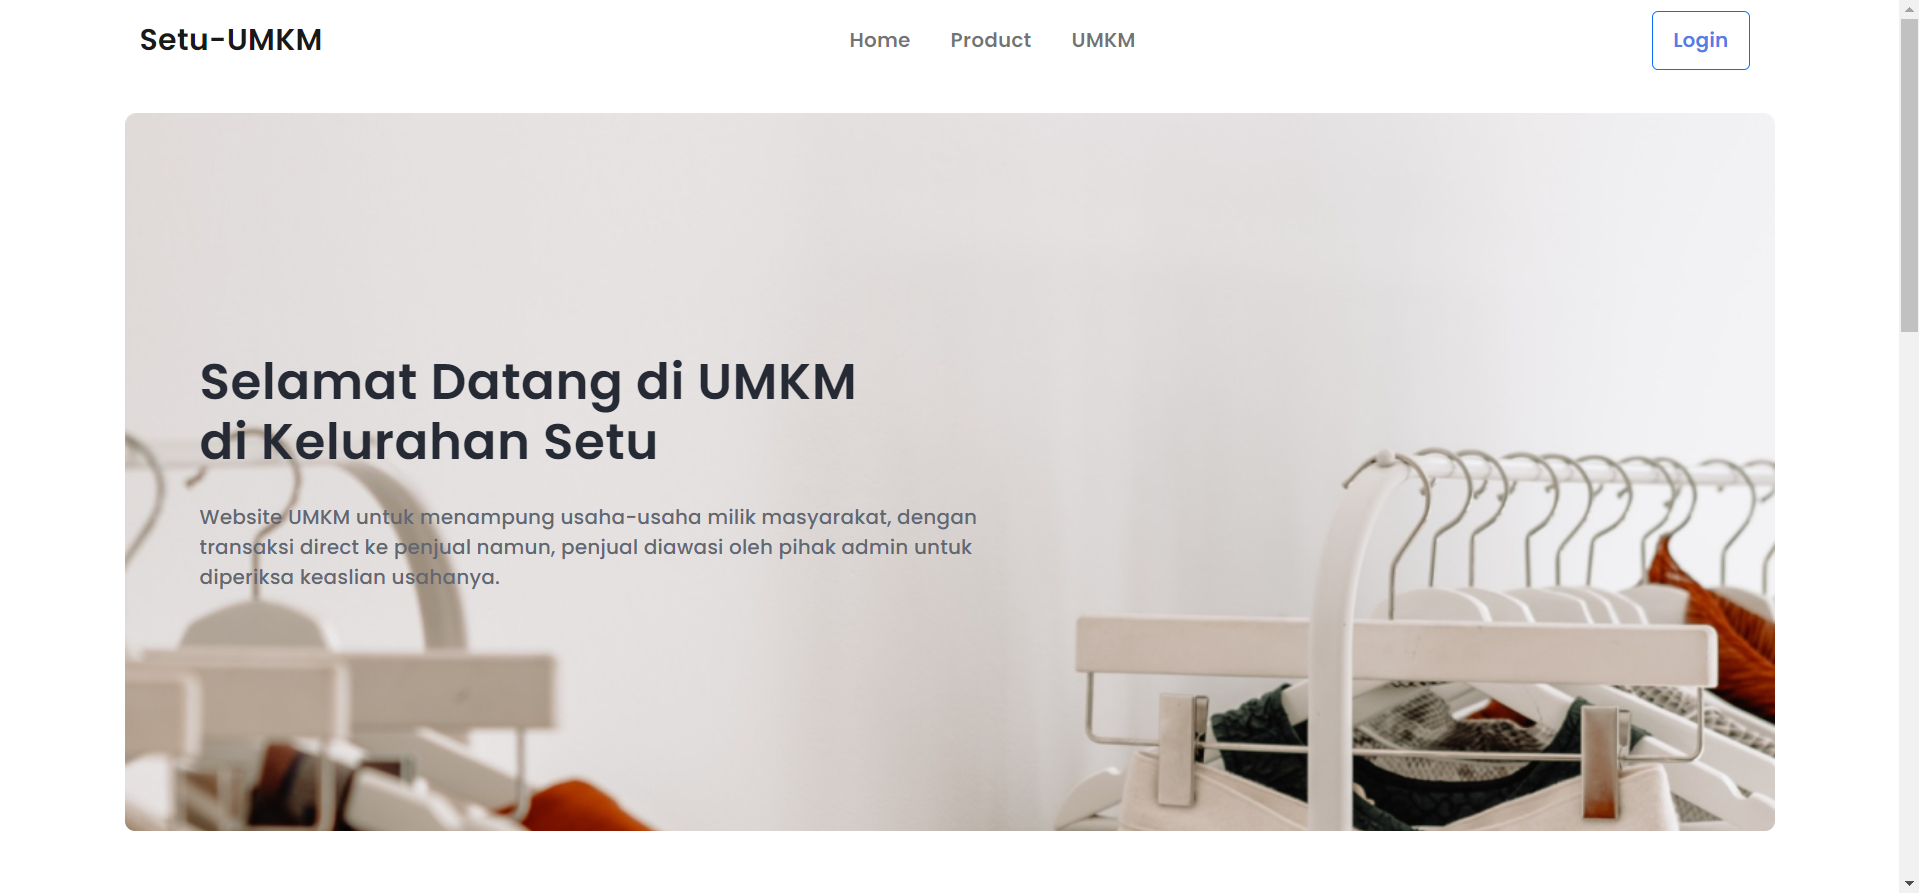 Setu-UMKM
Home
Product
UMKM
Login
Selamat Datang di UMKM
di Kelurahan Setu
Website UMKM untuk menampung usaha-usaha milik masyarakat, dengan
transaksi direct ke penjual namun, penjual diawasi oleh pihak admin untuk
diperiksa keaslian usahanya.